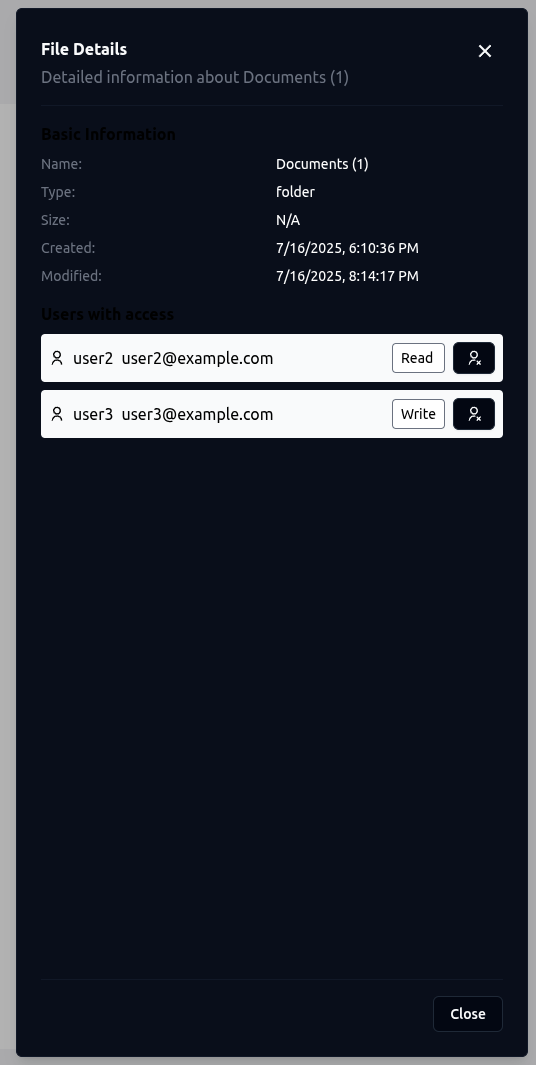 File Details
Detailed information about Documents (1)
Basic Information
Name: Documents (1)
Type: folder
Size: N/A
Created: 7/16/2025, 6:10:36 PM
Modified: 7/16/2025, 8:14:17 PM
Users with access
user2 user2@example.com Read
user3 user3@example.com Write
Close